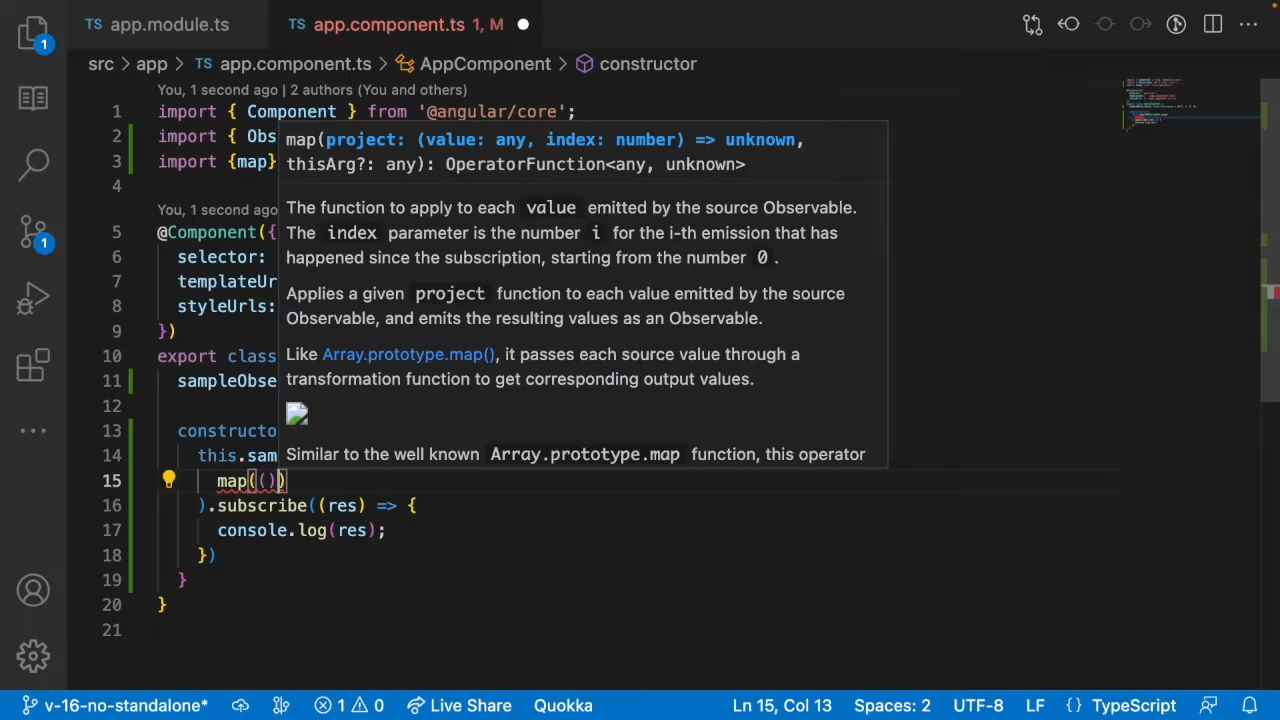 TS app.module.ts
TS app.component.ts 1, M
src > app > TS app.component.ts > AppComponent > constructor
You, 1 second ago | 2 authors (You and others)
1 import { Component } from '@angular/core';
2 import { Obs
3 import {map}
4
You, 1 second ago
5 @Component({
6 selector:
7 templateUr
8 styleUrls:
9 })
10 export class
11 sampleObse
12
13 constructo
14 this.sam
15 map(())
16 ).subscribe((res) => {
17 console.log(res);
18 })
19 }
20 }
21
map(project: (value: any, index: number) => unknown,
thisArg?: any): OperatorFunction<any, unknown>
The function to apply to each value emitted by the source Observable.
The index parameter is the number i for the i-th emission that has
happened since the subscription, starting from the number 0.
Applies a given project function to each value emitted by the source
Observable, and emits the resulting values as an Observable.
Like Array.prototype.map(), it passes each source value through a
transformation function to get corresponding output values.
Similar to the well known Array.prototype.map function, this operator
1
1
v-16-no-standalone* 1 0 Live Share Quokka Ln 15, Col 13 Spaces: 2 UTF-8 LF {} TypeScript